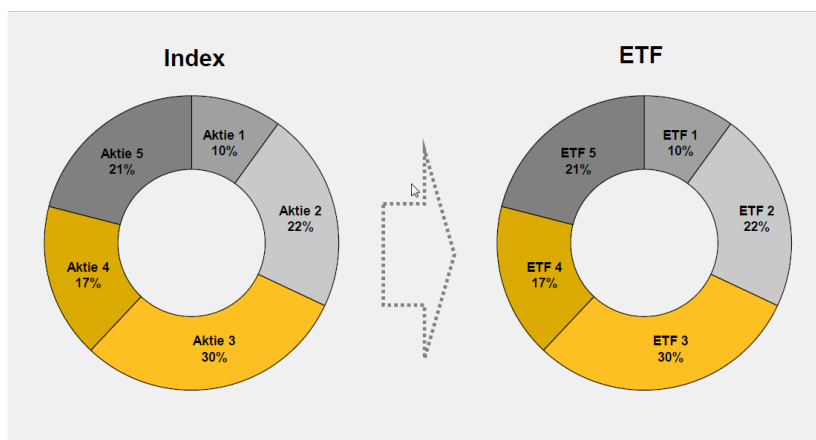 Index
Aktie 1
10%
Aktie 2
22%
Aktie 3
30%
Aktie 4
17%
Aktie 5
21%
ETF
ETF 1
10%
ETF 2
22%
ETF 3
30%
ETF 4
17%
ETF 5
21%